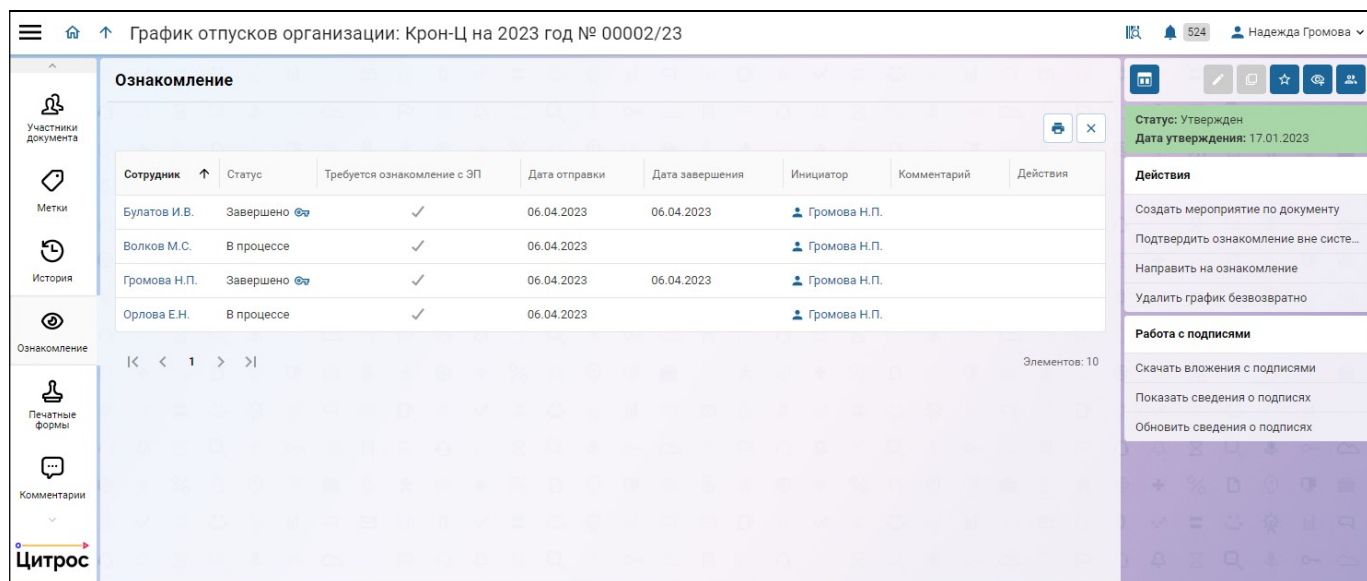 График отпусков организации: Крон-Ц на 2023 год № 00002/23
524
Надежда Громова
Участники
документа
Метки
История
Ознакомление
Печатные
формы
Комментарии
Цитрос
Ознакомление
Сотрудник Статус Требуется ознакомление с ЭП Дата отправки Дата завершения Инициатор Комментарий Действия
Булатов И.В. Завершено 06.04.2023 06.04.2023 Громова Н.П.
Волков М.С. В процессе 06.04.2023 Громова Н.П.
Громова Н.П. Завершено 06.04.2023 06.04.2023 Громова Н.П.
Орлова Е.Н. В процессе 06.04.2023 Громова Н.П.
1
Элементов: 10
Статус: Утвержден
Дата утверждения: 17.01.2023
Действия
Создать мероприятие по документу
Подтвердить ознакомление вне систе...
Направить на ознакомление
Удалить график безвозвратно
Работа с подписями
Скачать вложения с подписями
Показать сведения о подписях
Обновить сведения о подписях